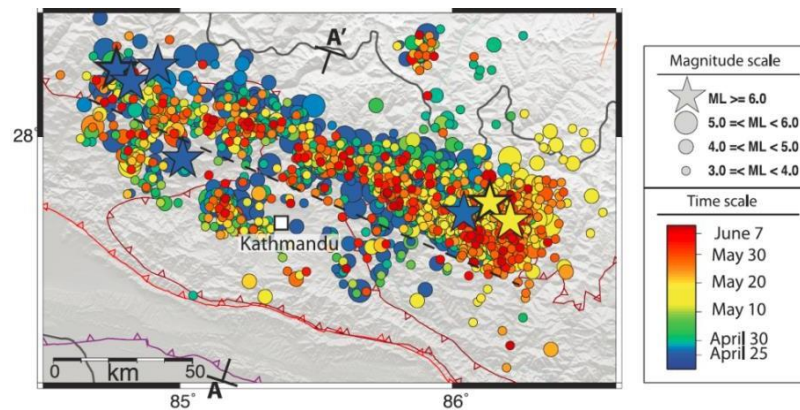 A'
28°
Kathmandu
0 km 50
A
85°
86°
Magnitude scale
ML >= 6.0
5.0 =< ML < 6.0
4.0 =< ML < 5.0
3.0 =< ML < 4.0
Time scale
June 7
May 30
May 20
May 10
April 30
April 25